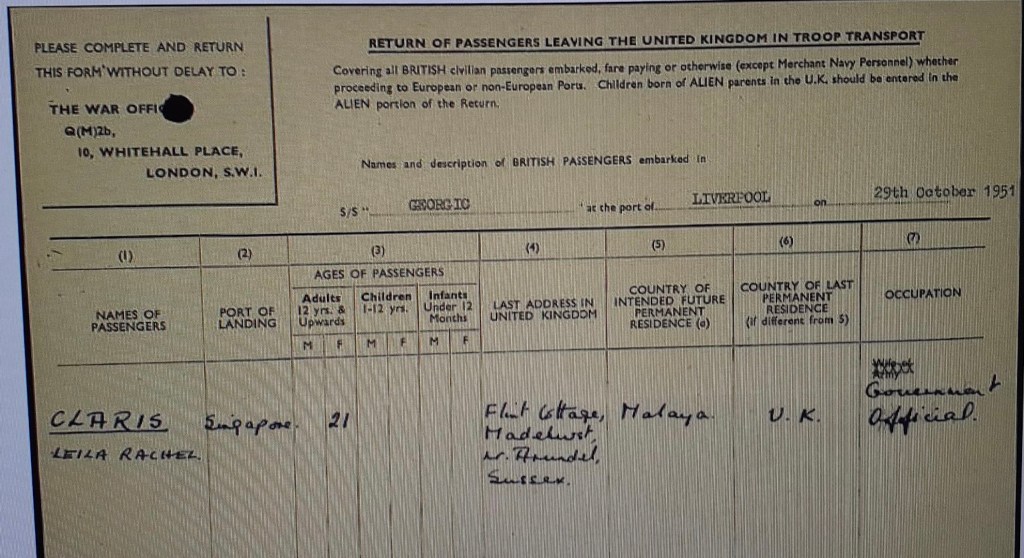 PLEASE COMPLETE AND RETURN
THIS FORM WITHOUT DELAY TO :
THE WAR OFFIC
Q(M)2b,
10, WHITEHALL PLACE,
LONDON, S.W.1.
RETURN OF PASSENGERS LEAVING THE UNITED KINGDOM IN TROOP TRANSPORT
Covering all BRITISH civilian passengers embarked, fare paying or otherwise (except Merchant Navy Personnel) whether
proceeding to European or non-European Ports. Children born of ALIEN parents in the U.K. should be entered in the
ALIEN portion of the Return.
Names and description of BRITISH PASSENGERS embarked in
S/S " GEORGIC " at the port of LIVERPOOL on 29th October 1951
(1) (2) (3) (4) (5) (6) (7)
NAMES OF
PASSENGERS
PORT OF
LANDING
AGES OF PASSENGERS
Adults
12 yrs. &
Upwards
Children
1-12 yrs.
Infants
Under 12
Months
M F M F M F
LAST ADDRESS IN
UNITED KINGDOM
COUNTRY OF
INTENDED FUTURE
PERMANENT
RESIDENCE (a)
COUNTRY OF LAST
PERMANENT
RESIDENCE
(if different from 5)
OCCUPATION
CLARIS
LEILA RACHEL.
Singapore.
21
Flint Cottage,
Madehurst,
nr. Arundel,
Sussex.
Malaya.
U. K.
Army
Government
Official.